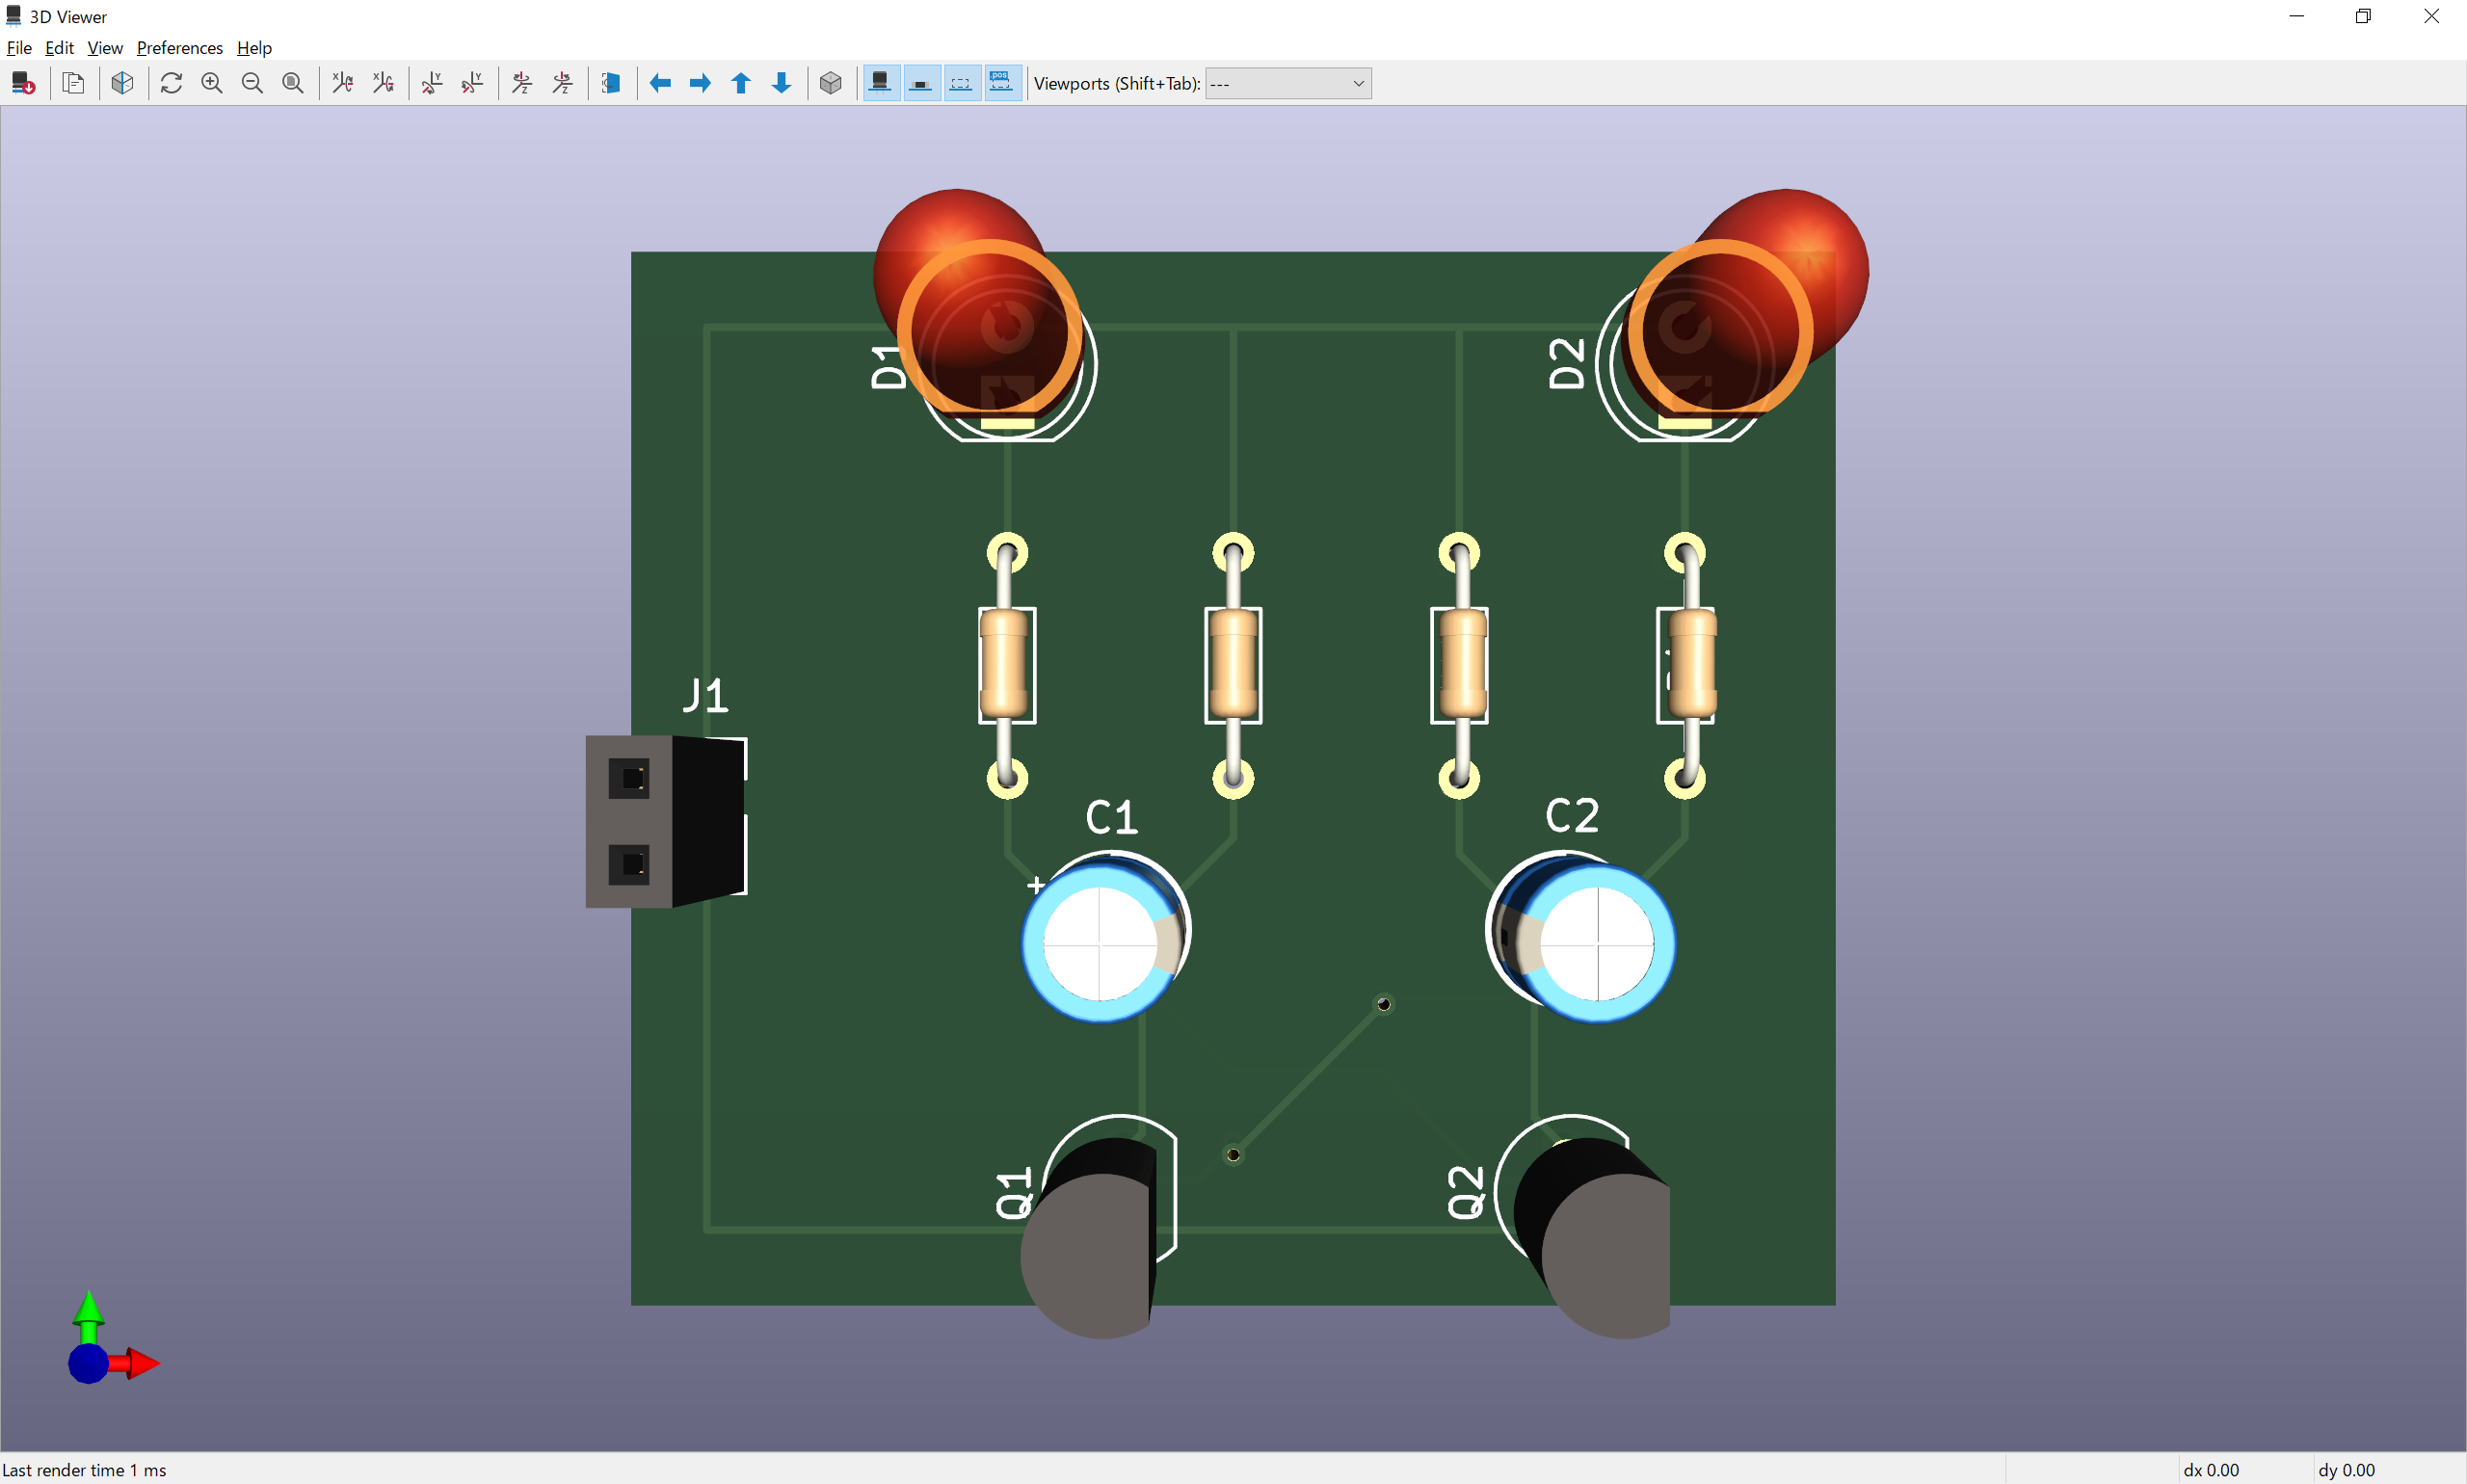 3D Viewer
File Edit View Preferences Help
Viewports (Shift+Tab): ---
D1
D2
J1
C1
C2
+
Q1
Q2
Last render time 1 ms
dx 0.00
dy 0.00